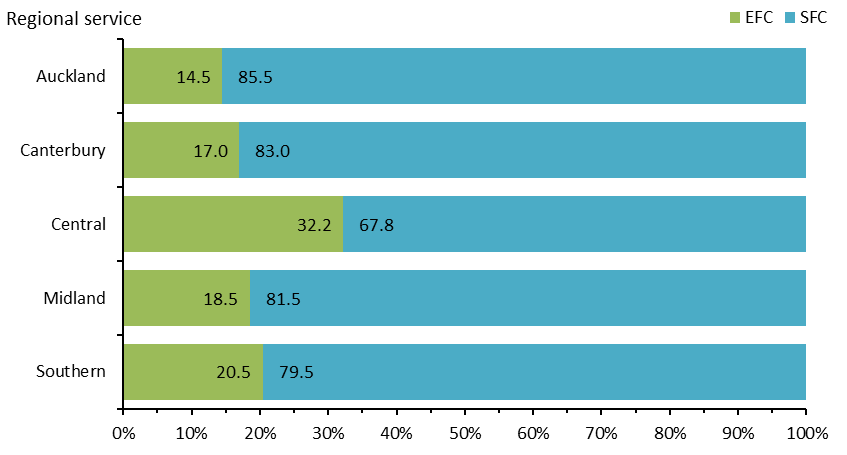 Regional service
EFC SFC
Auckland 14.5 85.5
Canterbury 17.0 83.0
Central 32.2 67.8
Midland 18.5 81.5
Southern 20.5 79.5
0% 10% 20% 30% 40% 50% 60% 70% 80% 90% 100%